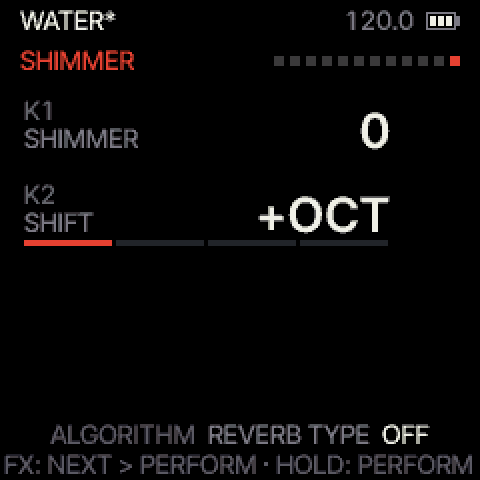 WATER* 120.0
SHIMMER
K1
SHIMMER 0
K2
SHIFT +OCT
ALGORITHM REVERB TYPE OFF
FX: NEXT > PERFORM · HOLD: PERFORM